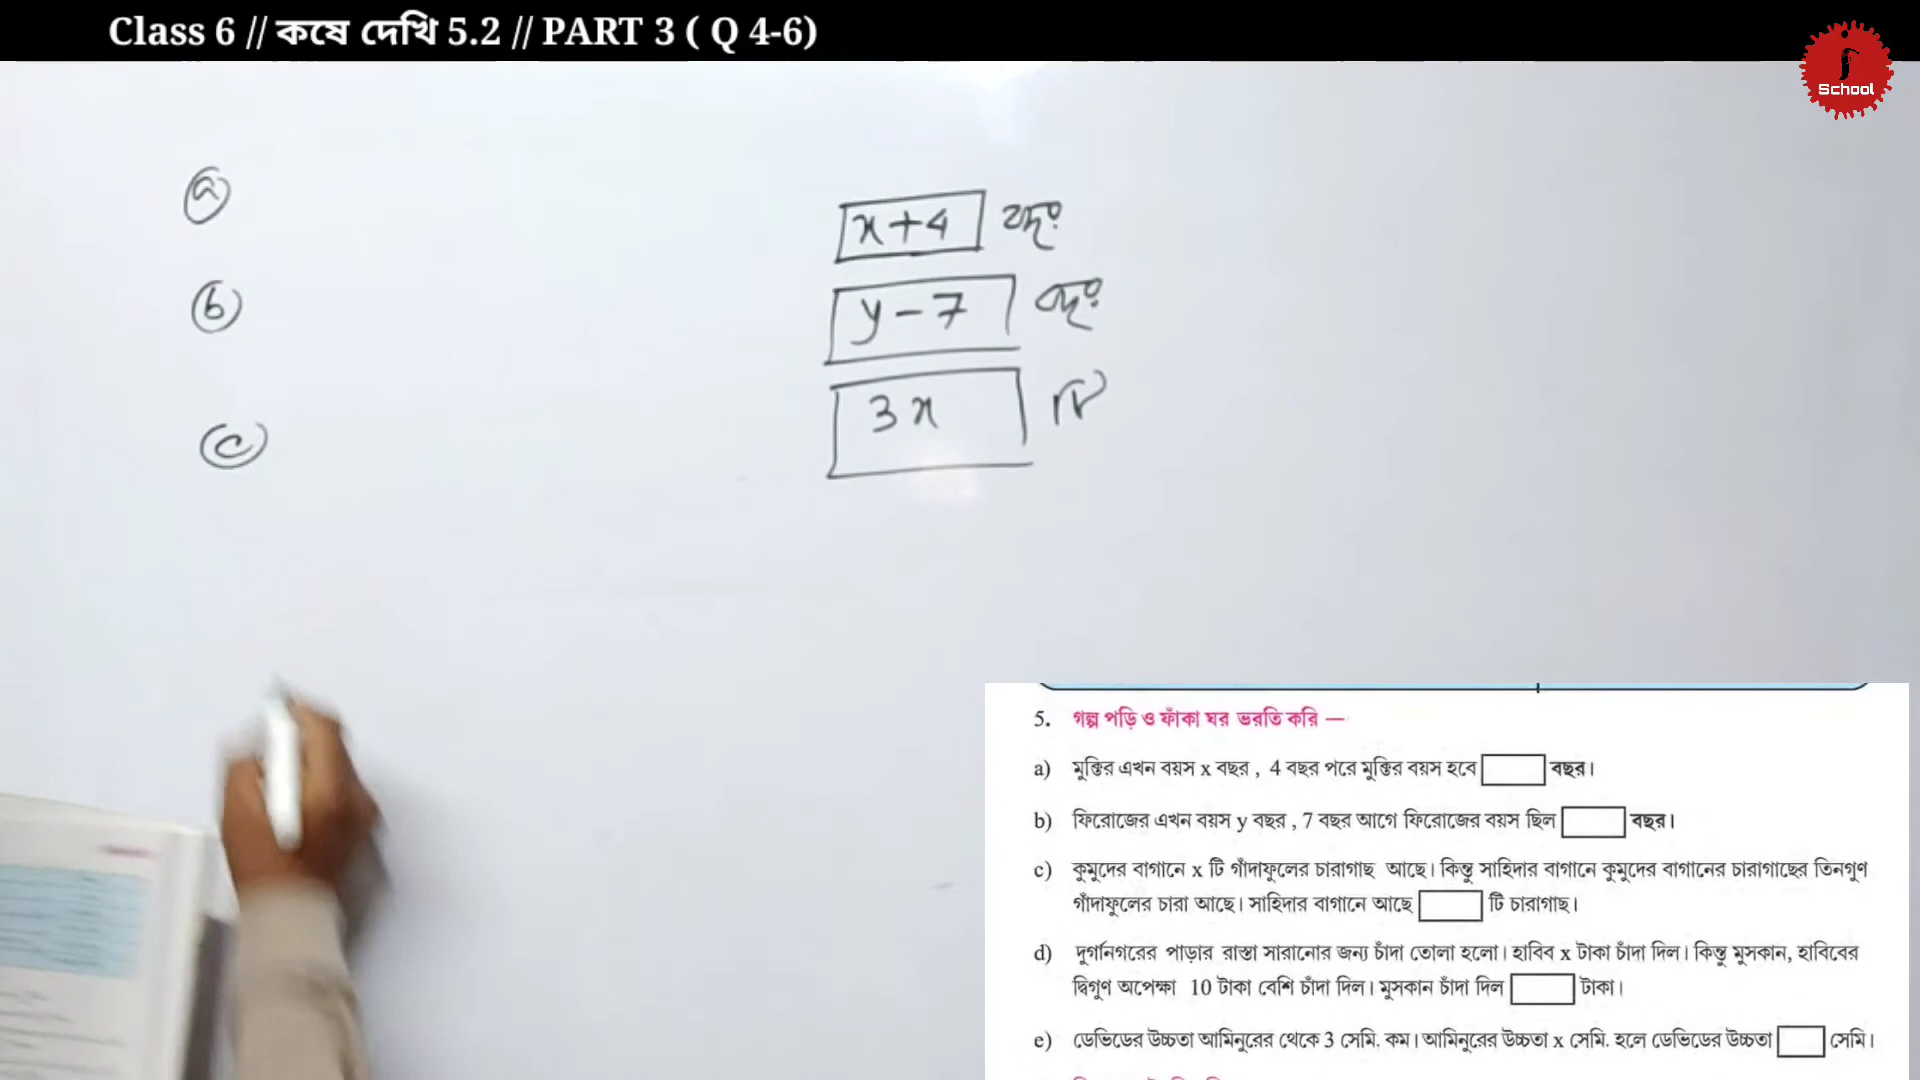 Class 6 // কষে দেখি 5.2 // PART 3 ( Q 4-6)
School
a
x+4 বছর
b
y-7 বছর
c
3x টি
5. গল্প পড়ি ও ফাঁকা ঘর ভরতি করি —
a) মুক্তির এখন বয়স x বছর , 4 বছর পরে মুক্তির বয়স হবে বছর।
b) ফিরোজের এখন বয়স y বছর , 7 বছর আগে ফিরোজের বয়স ছিল বছর।
c) কুমুদের বাগানে x টি গাঁদাফুলের চারাগাছ আছে। কিন্তু সাহিদার বাগানে কুমুদের বাগানের চারাগাছের তিনগুণ
গাঁদাফুলের চারা আছে। সাহিদার বাগানে আছে টি চারাগাছ।
d) দুর্গানগরের পাড়ার রাস্তা সারানোর জন্য চাঁদা তোলা হলো। হাবিব x টাকা চাঁদা দিল। কিন্তু মুসকান, হাবিবের
দ্বিগুণ অপেক্ষা 10 টাকা বেশি চাঁদা দিল। মুসকান চাঁদা দিল টাকা।
e) ডেভিডের উচ্চতা আমিনুরের থেকে 3 সেমি. কম। আমিনুরের উচ্চতা x সেমি. হলে ডেভিডের উচ্চতা সেমি।